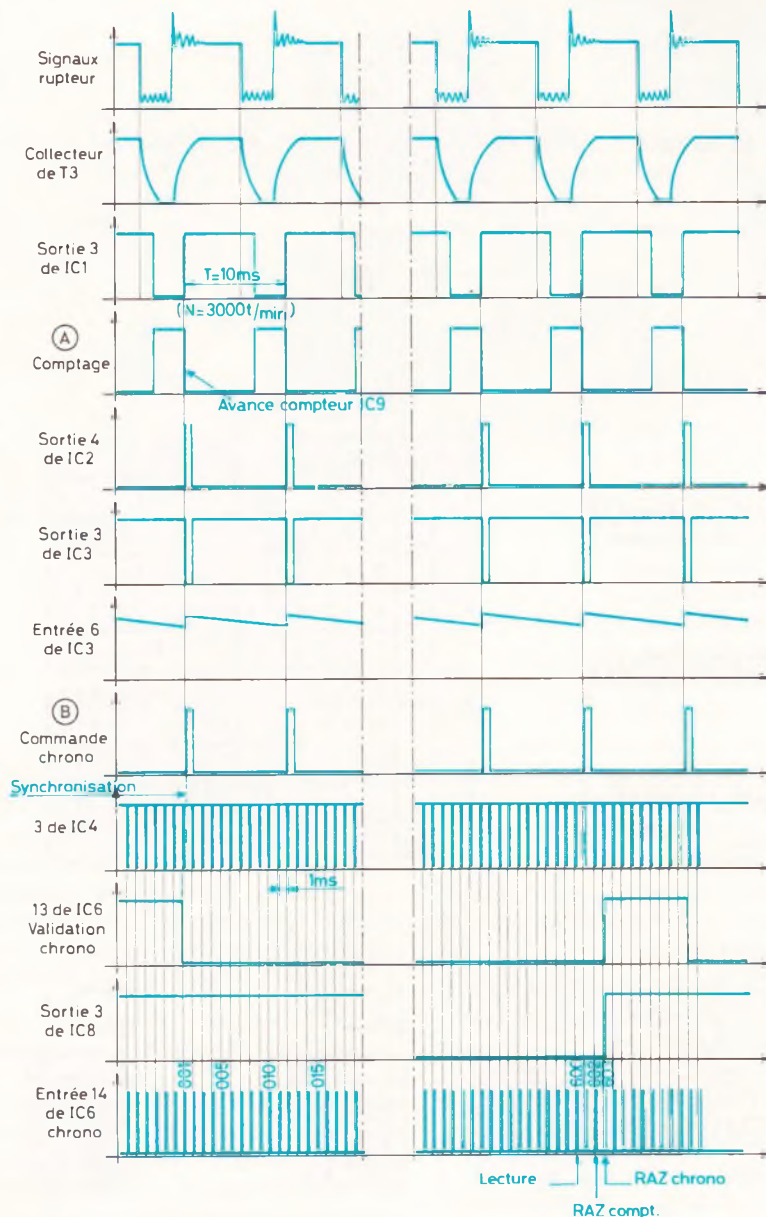 Signaux
rupteur
Collecteur
de T3
Sortie 3
de IC1
T=10ms
(N=3000t/min)
A
Comptage
Avance compteur IC9
Sortie 4
de IC2
Sortie 3
de IC3
Entrée 6
de IC3
B
Commande
chrono
Synchronisation
3 de IC4
1ms
13 de IC6
Validation
chrono
Sortie 3
de IC8
001
005
010
015
600
Entrée 14
de IC6
chrono
Lecture
RAZ chrono
RAZ compt.